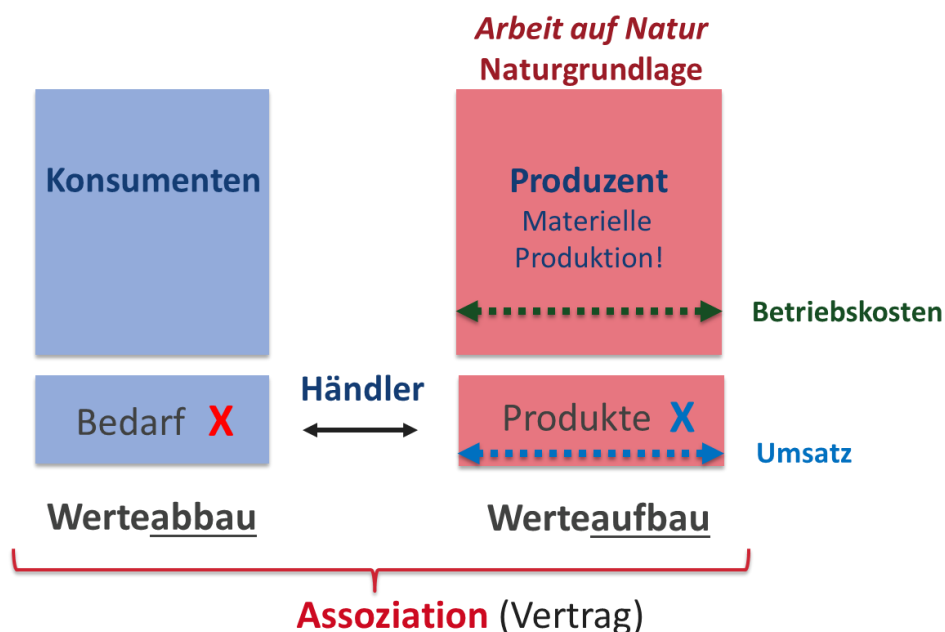 Arbeit auf Natur
Naturgrundlage
Konsumenten
Produzent
Materielle
Produktion!
Betriebskosten
Händler
Bedarf X
Produkte X
Umsatz
Werteabbau
Werteaufbau
Assoziation (Vertrag)